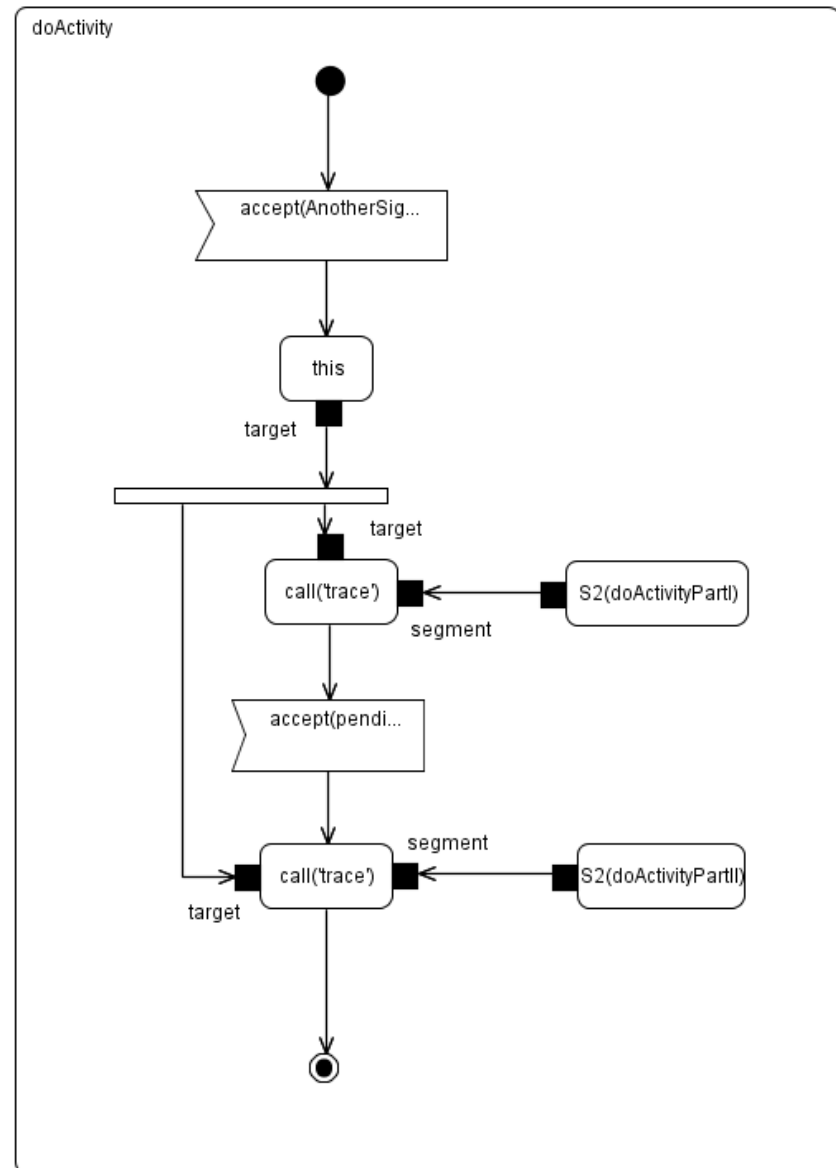 doActivity
accept(AnotherSig...
this
target
target
call('trace')
S2(doActivityPartI)
segment
accept(pendi...
segment
call('trace')
S2(doActivityPartII)
target